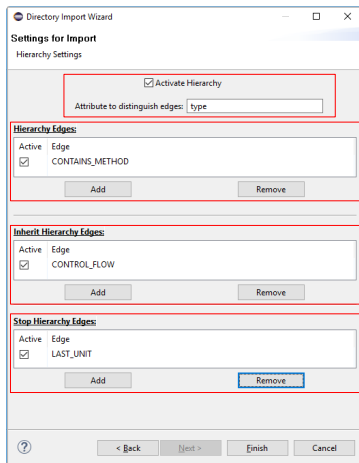 Directory Import Wizard
Settings for Import
Hierarchy Settings
Activate Hierarchy
Attribute to distinguish edges: type
Hierarchy Edges:
Active Edge
CONTAINS_METHOD
Add Remove
Inherit Hierarchy Edges:
Active Edge
CONTROL_FLOW
Add Remove
Stop Hierarchy Edges:
Active Edge
LAST_UNIT
Add Remove
? < Back Next > Finish Cancel